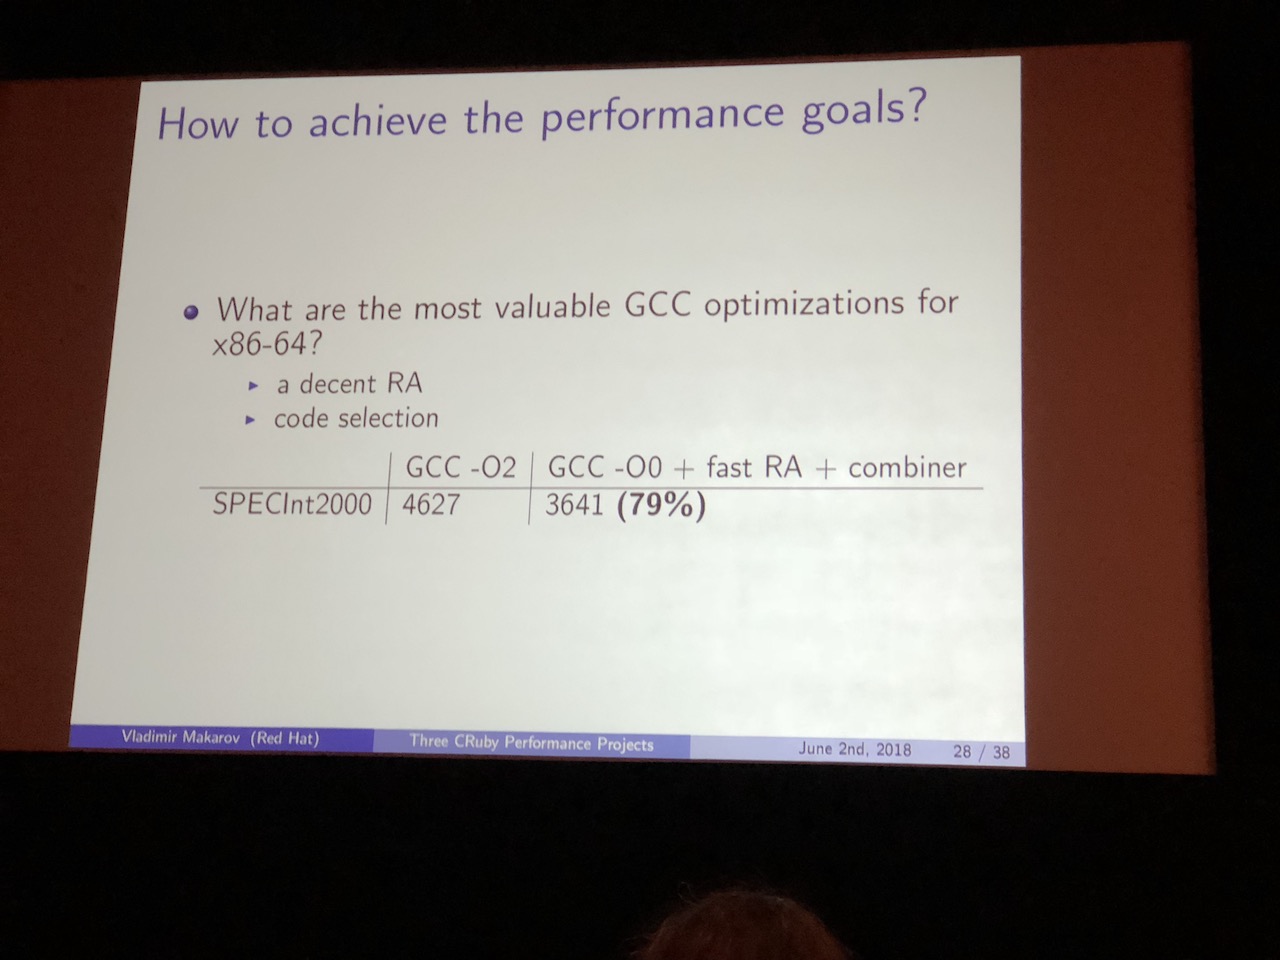 How to achieve the performance goals?
What are the most valuable GCC optimizations for
x86-64?
a decent RA
code selection
GCC -O2 GCC -O0 + fast RA + combiner
SPECInt2000 4627 3641 (79%)
Vladimir Makarov (Red Hat) Three CRuby Performance Projects June 2nd, 2018 28 / 38